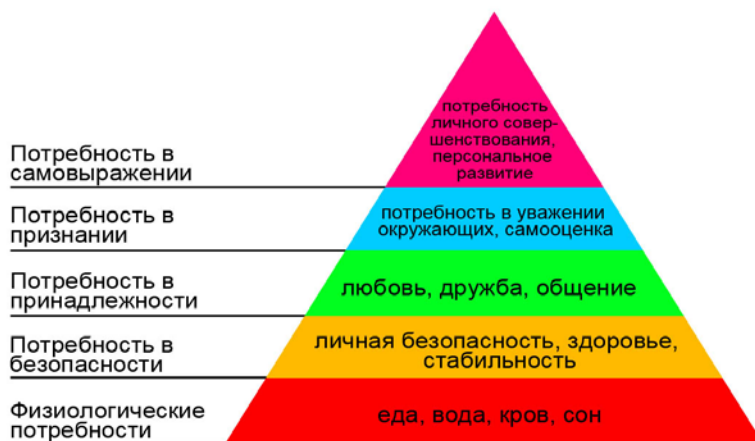 потребность
личного совер-
шенствования,
персональное
развитие
Потребность в
самовыражении
потребность в уважении
окружающих, самооценка
Потребность в
признании
любовь, дружба, общение
Потребность в
принадлежности
личная безопасность, здоровье,
стабильность
Потребность в
безопасности
еда, вода, кров, сон
Физиологические
потребности